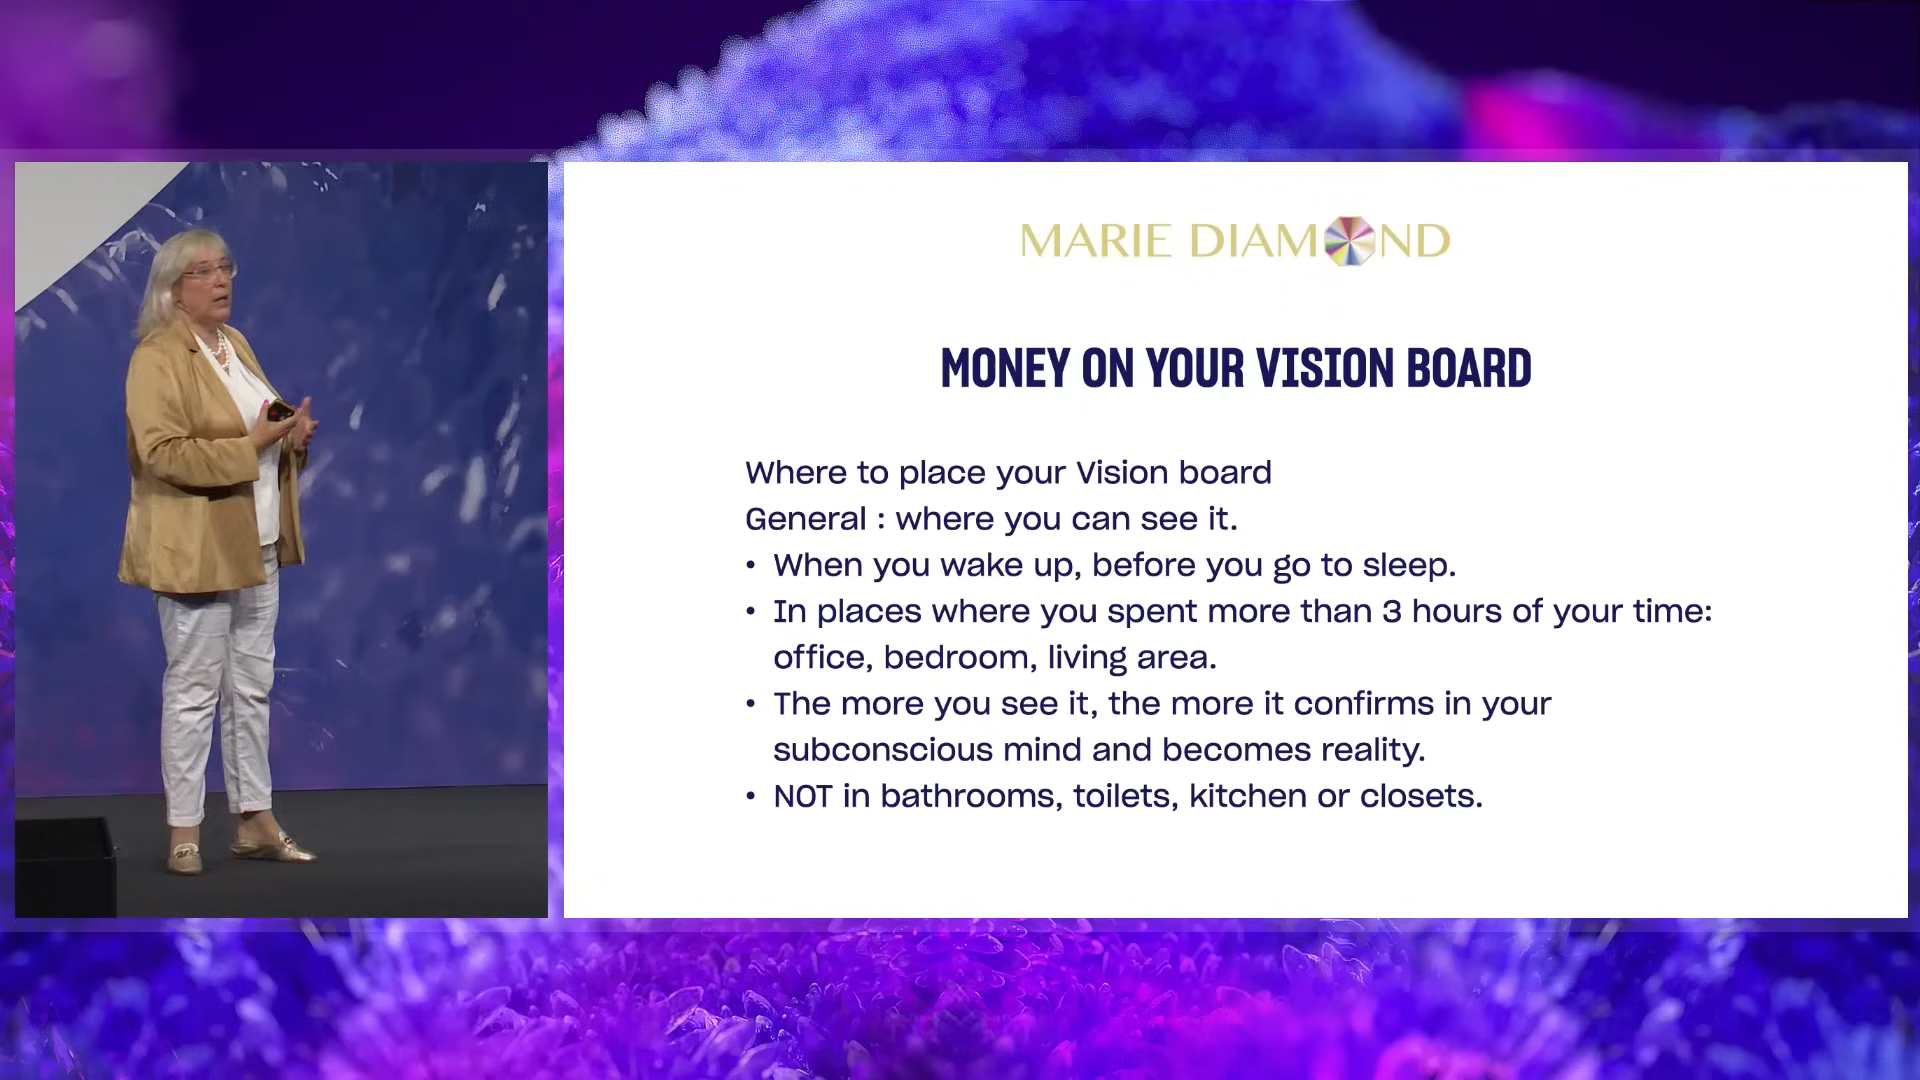 MARIE DIAMOND
MONEY ON YOUR VISION BOARD
Where to place your Vision board
General : where you can see it.
• When you wake up, before you go to sleep.
• In places where you spent more than 3 hours of your time:
office, bedroom, living area.
• The more you see it, the more it confirms in your
subconscious mind and becomes reality.
• NOT in bathrooms, toilets, kitchen or closets.